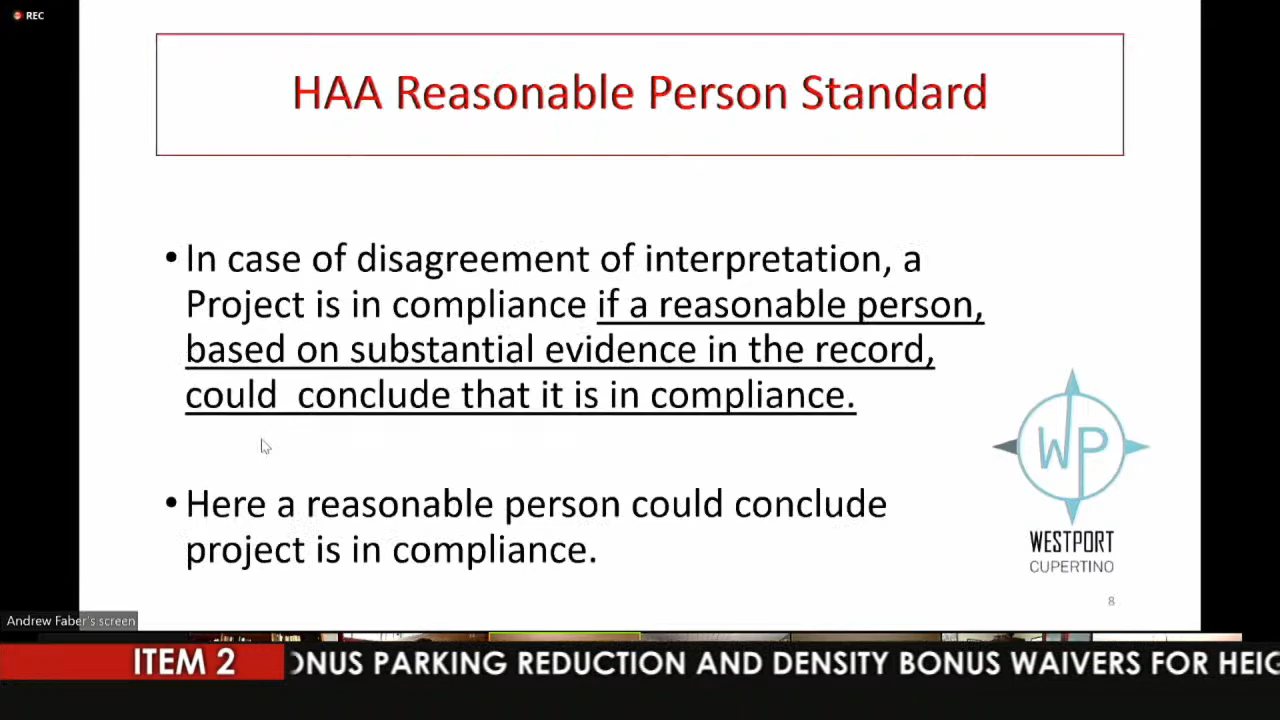 REC
HAA Reasonable Person Standard
• In case of disagreement of interpretation, a
Project is in compliance if a reasonable person,
based on substantial evidence in the record,
could conclude that it is in compliance.
• Here a reasonable person could conclude
project is in compliance.
WP
WESTPORT
CUPERTINO
8
Andrew Faber's screen
ITEM 2 ONUS PARKING REDUCTION AND DENSITY BONUS WAIVERS FOR HEIG